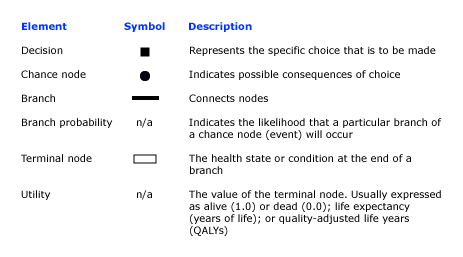 Element Symbol Description
Decision Represents the specific choice that is to be made
Chance node Indicates possible consequences of choice
Branch Connects nodes
Branch probability n/a Indicates the likelihood that a particular branch of
a chance node (event) will occur
Terminal node The health state or condition at the end of a
branch
Utility n/a The value of the terminal node. Usually expressed
as alive (1.0) or dead (0.0); life expectancy
(years of life); or quality-adjusted life years
(QALYs)